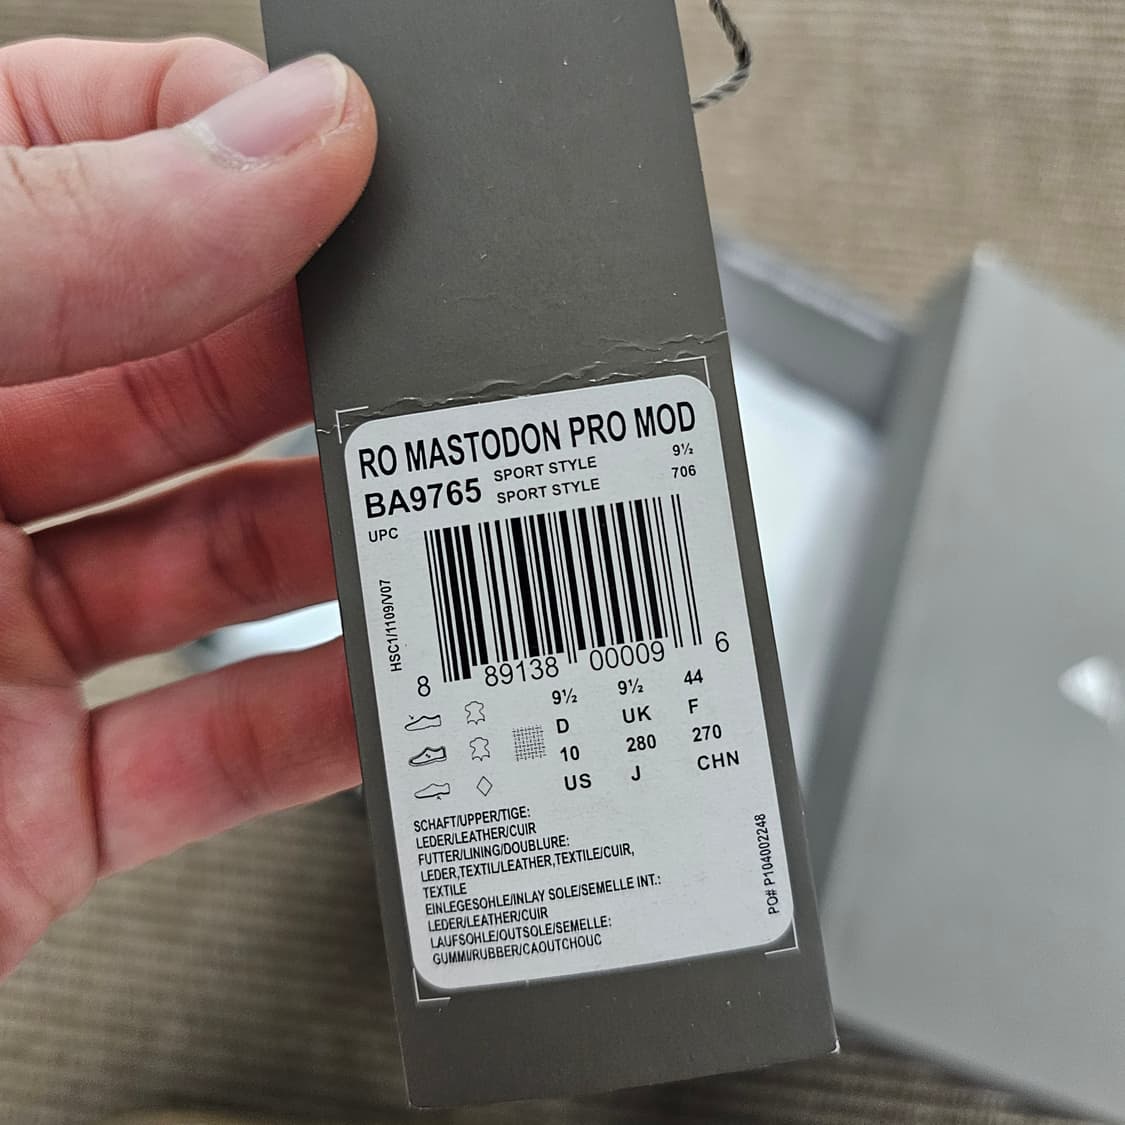 RO MASTODON PRO MOD
BA9765 SPORT STYLE 9½
SPORT STYLE 706
UPC
HSC1/1109/V07
8 89138 00009 6
9½ 9½ 44
D UK F
10 280 270
US J CHN
SCHAFT/UPPER/TIGE:
LEDER/LEATHER/CUIR
FUTTER/LINING/DOUBLURE:
LEDER,TEXTIL/LEATHER,TEXTILE/CUIR,
TEXTILE
EINLEGESOHLE/INLAY SOLE/SEMELLE INT.:
LEDER/LEATHER/CUIR
LAUFSOHLE/OUTSOLE/SEMELLE:
GUMMI/RUBBER/CAOUTCHOUC
PO# P104002248